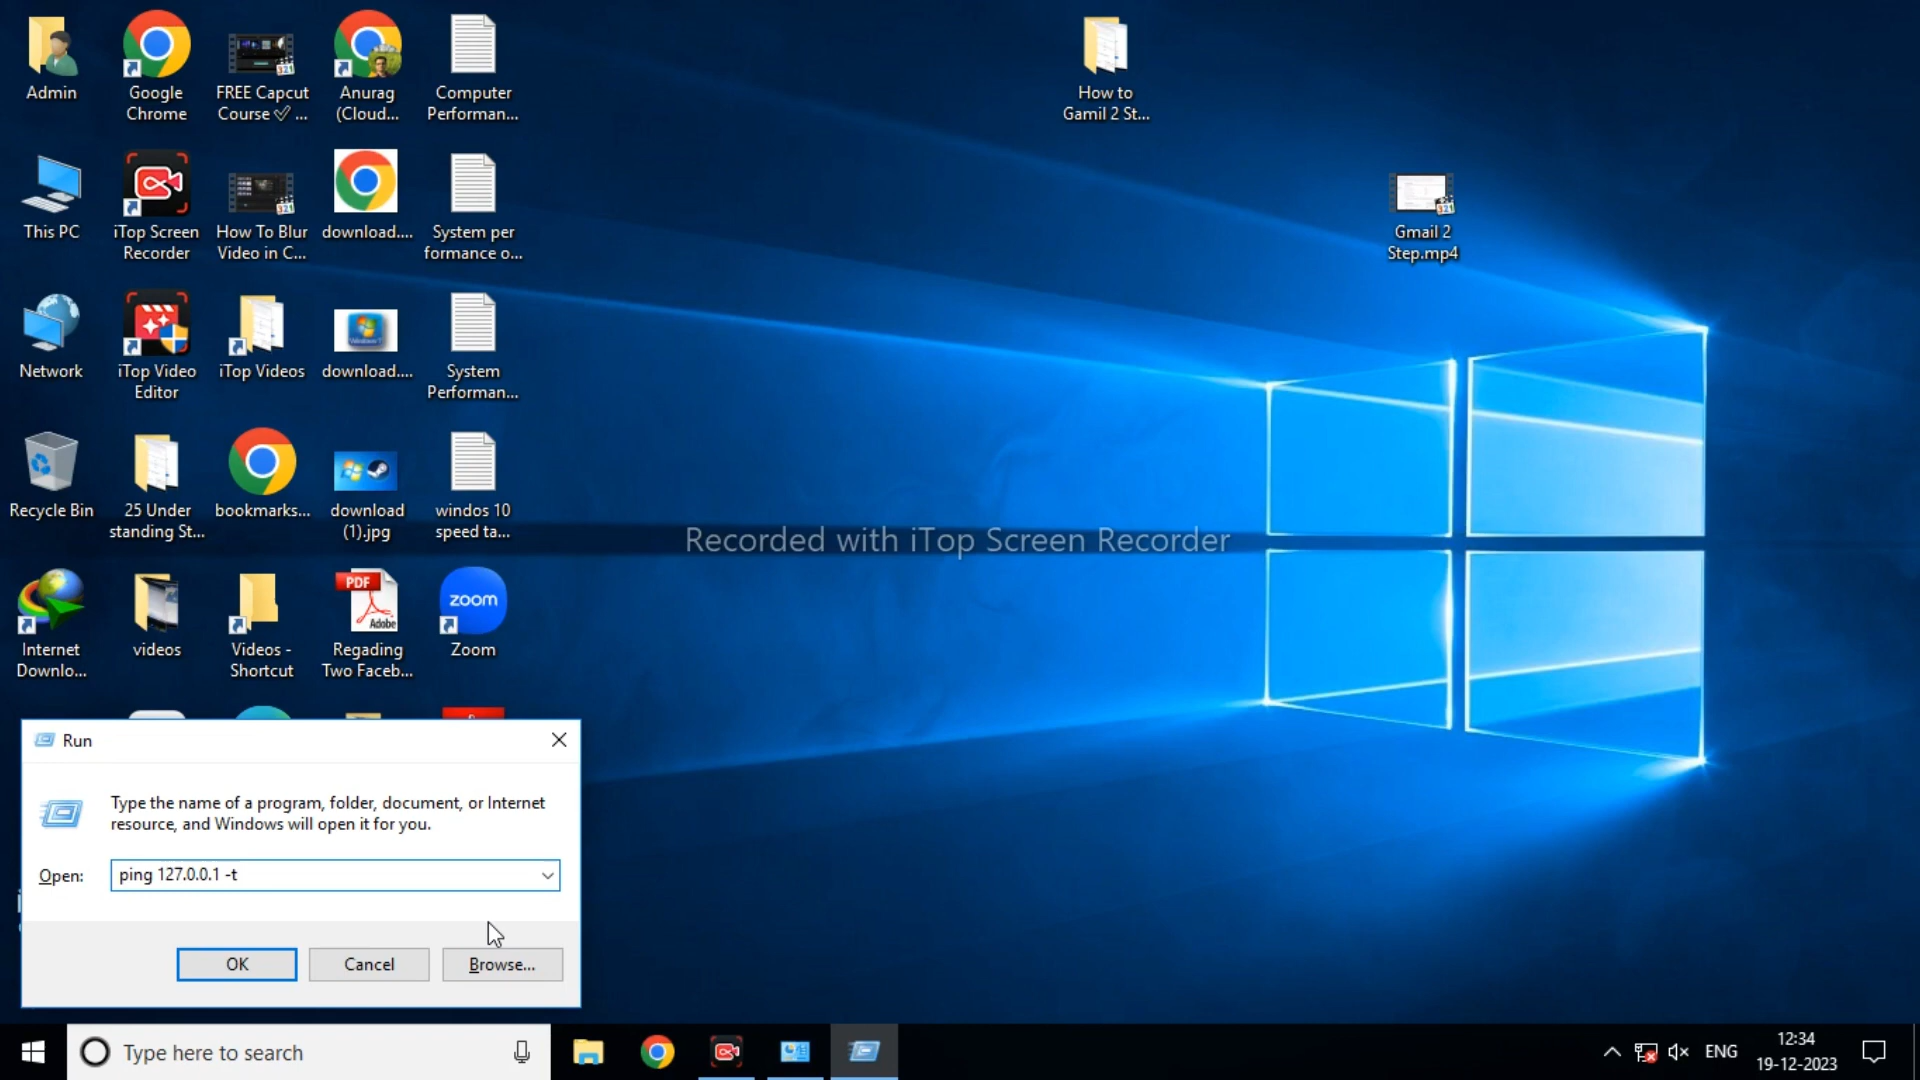 Admin
Google
Chrome
FREE Capcut
Course ✓ ...
Anurag
(Cloud...
Computer
Performan...
How to
Gamil 2 St...
This PC
iTop Screen
Recorder
How To Blur
Video in C...
download....
System per
formance o...
Gmail 2
Step.mp4
Network
iTop Video
Editor
iTop Videos
download....
System
Performan...
Recycle Bin
25 Under
standing St...
bookmarks...
download
(1).jpg
windos 10
speed ta...
Recorded with iTop Screen Recorder
Internet
Downlo...
videos
Videos -
Shortcut
PDF
Adobe
Regading
Two Faceb...
zoom
Zoom
Run
Type the name of a program, folder, document, or Internet
resource, and Windows will open it for you.
Open:
ping 127.0.0.1 -t
OK
Cancel
Browse...
Type here to search
ENG
12:34
19-12-2023